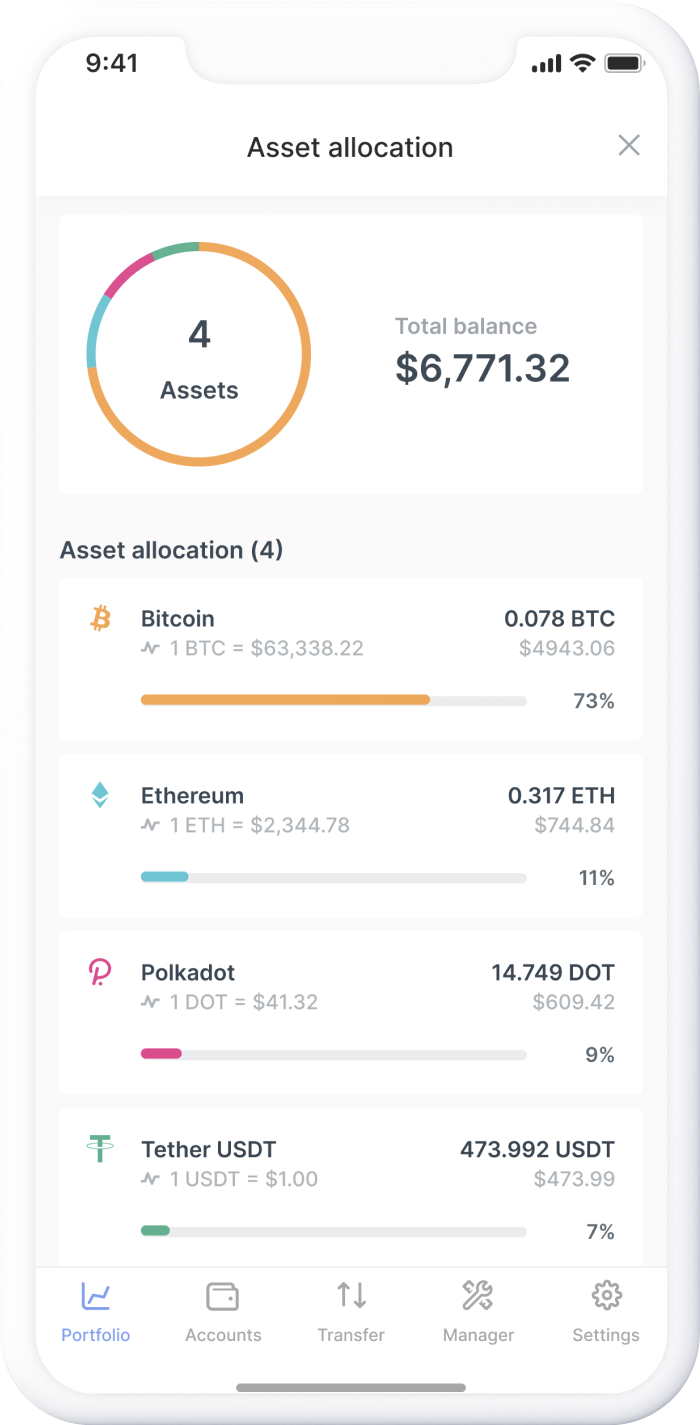 9:41
Asset allocation
4
Assets
Total balance
$6,771.32
Asset allocation (4)
Bitcoin 0.078 BTC
1 BTC = $63,338.22 $4943.06
73%
Ethereum 0.317 ETH
1 ETH = $2,344.78 $744.84
11%
Polkadot 14.749 DOT
1 DOT = $41.32 $609.42
9%
Tether USDT 473.992 USDT
1 USDT = $1.00 $473.99
7%
Portfolio Accounts Transfer Manager Settings